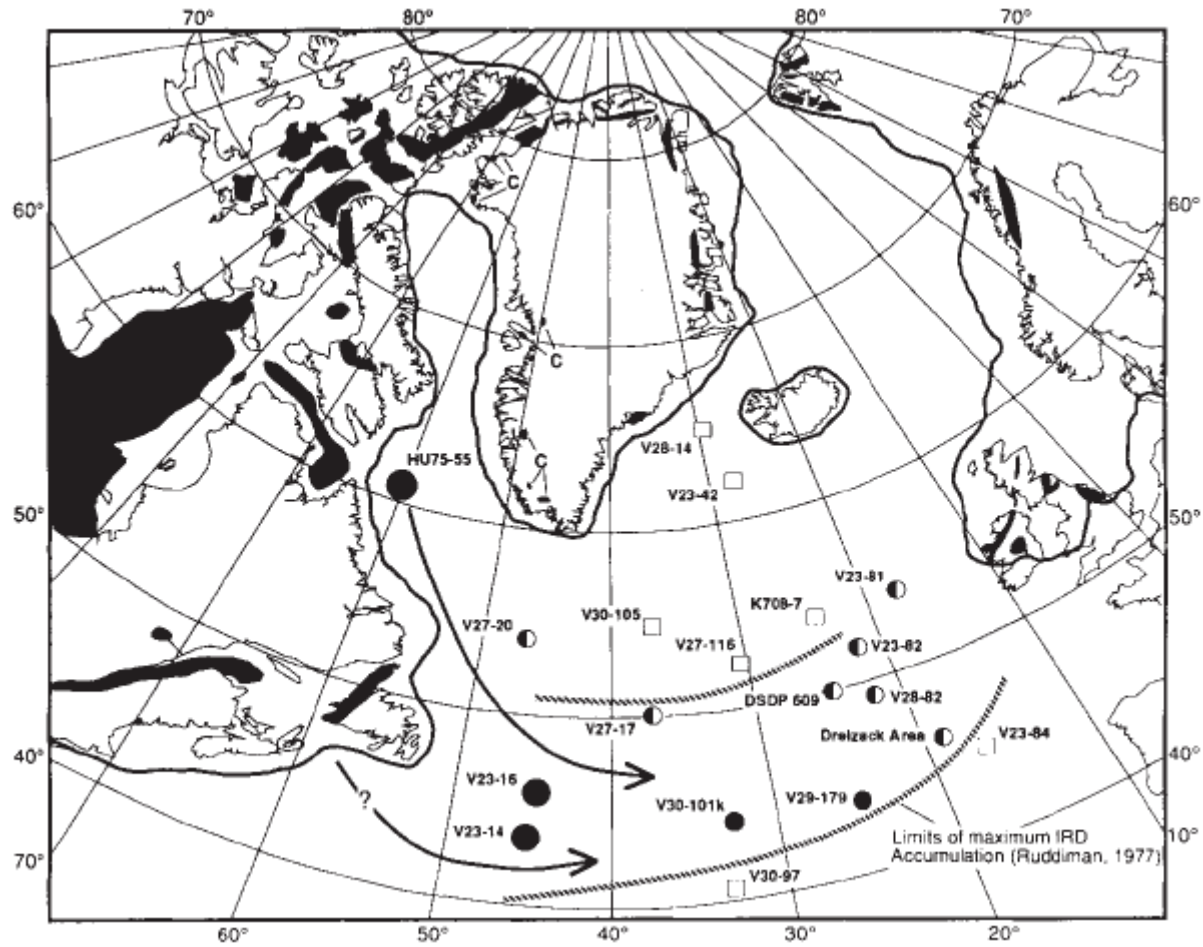 70°
80°
80°
70°
60°
60°
C
C
C
HU75-55
V28-14
V23-42
50°
50°
V23-81
K708-7
V30-105
V27-20
V27-116
V23-82
DSDP 609
V28-82
V27-17
Dreizack Area
V23-84
40°
40°
V23-16
?
V30-101k
V29-179
V23-14
Limits of maximum IRD
10°
Accumulation (Ruddiman, 1977)
70°
V30-97
60°
50°
40°
30°
20°